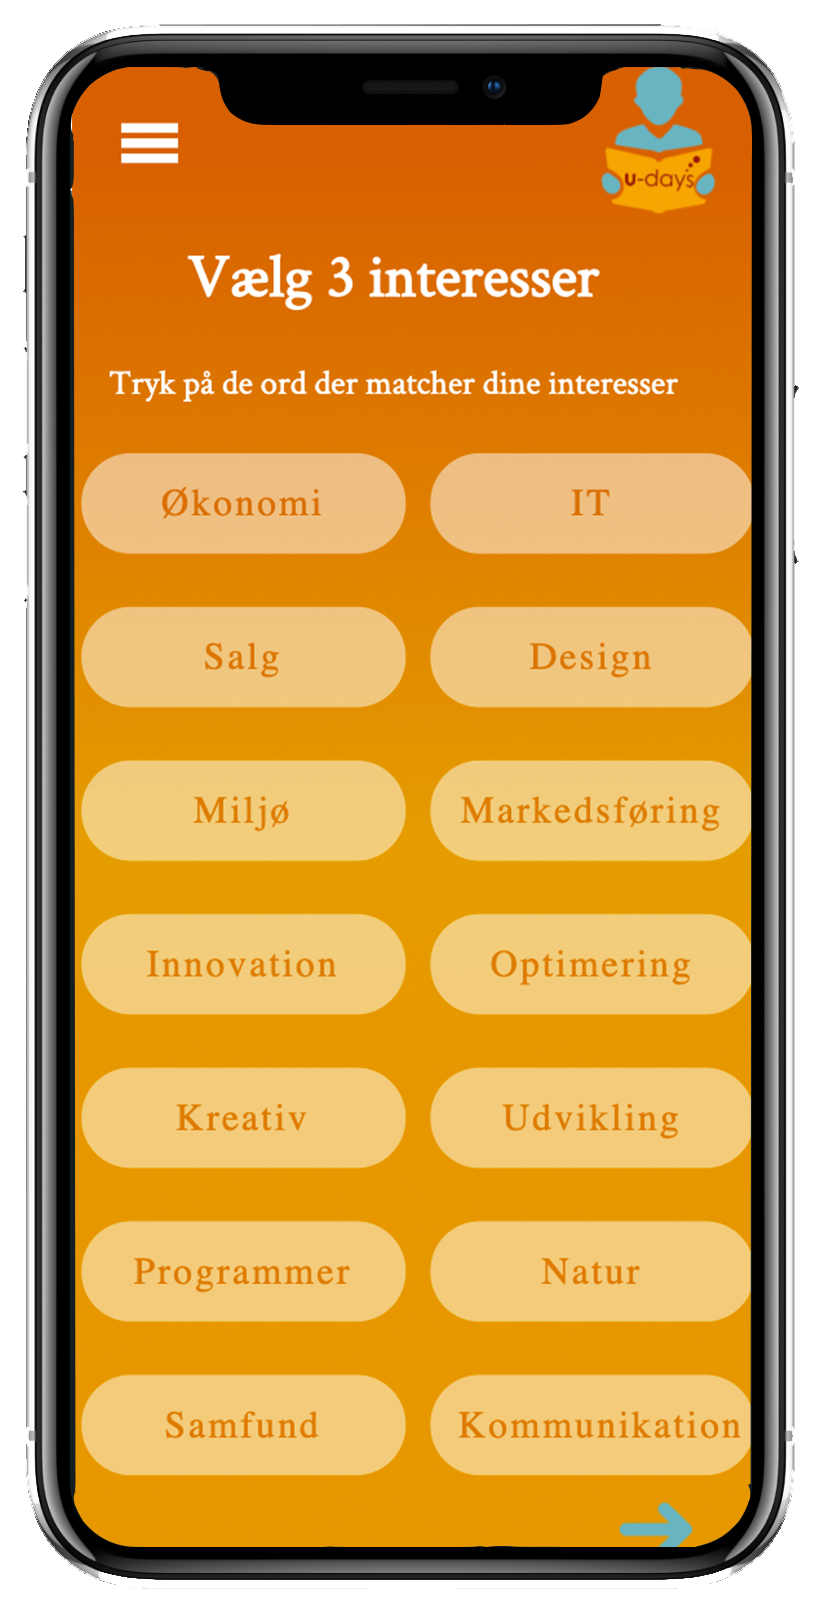 u-days
Vælg 3 interesser
Tryk på de ord der matcher dine interesser
Økonomi
IT
Salg
Design
Miljø
Markedsføring
Innovation
Optimering
Kreativ
Udvikling
Programmer
Natur
Samfund
Kommunikation